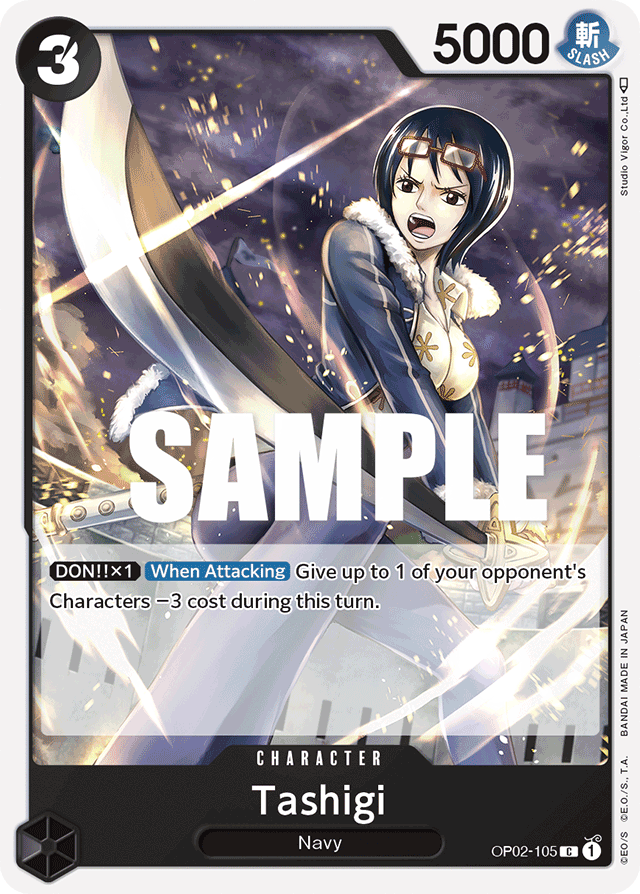 3
5000
斬
SLASH
Studio Vigor Co.,Ltd
SAMPLE
DON!!×1 When Attacking Give up to 1 of your opponent's
Characters −3 cost during this turn.
CHARACTER
Tashigi
Navy
OP02-105 C 1
©EO/S ©E.O./S., T.A. BANDAI MADE IN JAPAN